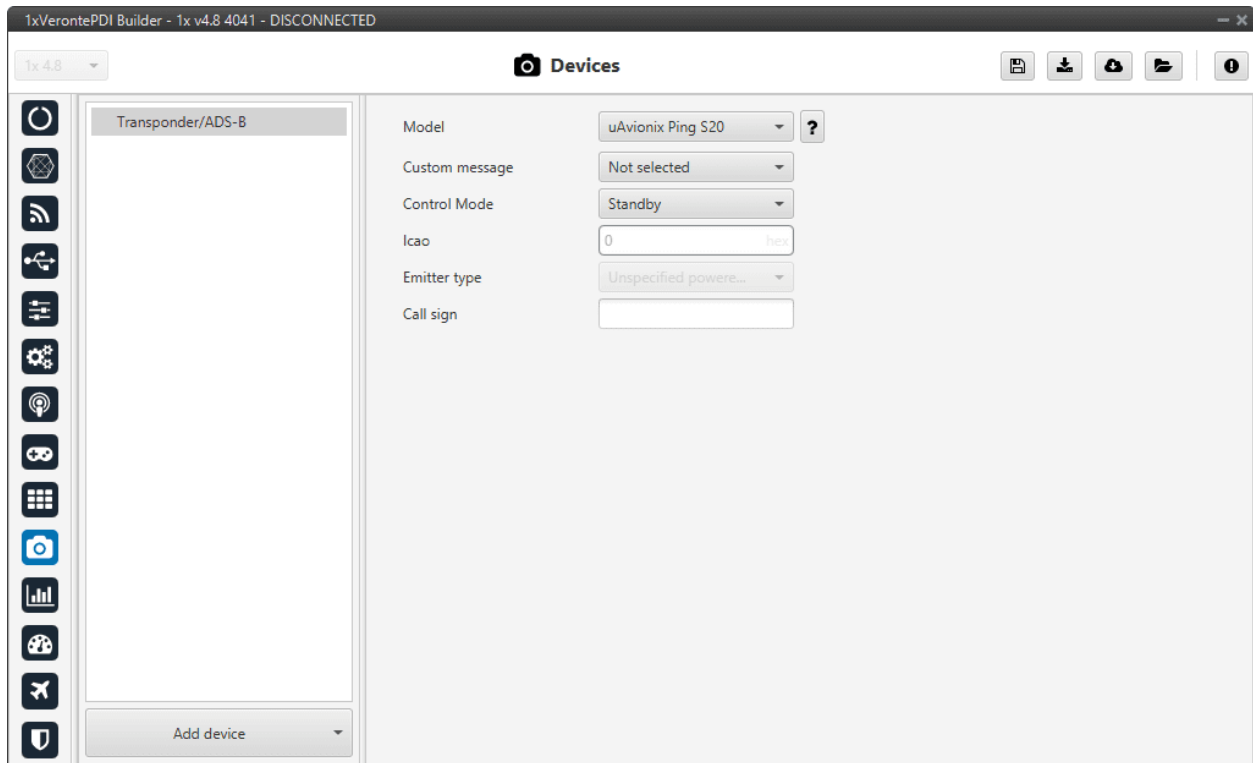 1xVerontePDI Builder - 1x v4.8 4041 - DISCONNECTED
1x 4.8
Devices
Transponder/ADS-B
Model
uAvionix Ping S20
?
Custom message
Not selected
Control Mode
Standby
Icao
0
hex
Emitter type
Unspecified powere...
Call sign
Add device